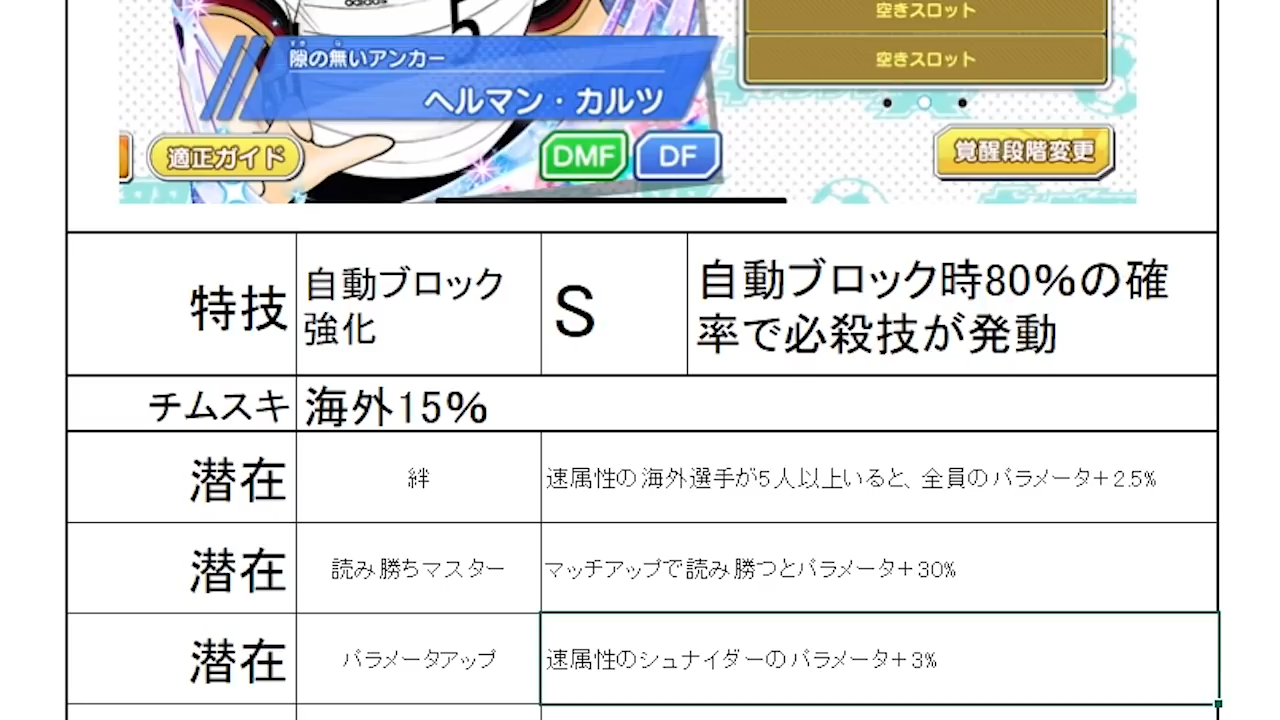 空きスロット
adidas
5
隙の無いアンカー
空きスロット
ヘルマン・カルツ
適正ガイド
DMF
DF
覚醒段階変更
特技
自動ブロック
強化
S
自動ブロック時80%の確
率で必殺技が発動
チムスキ
海外15%
潜在
絆
速属性の海外選手が5人以上いると、全員のパラメータ+2.5%
潜在
読み勝ちマスター
マッチアップで読み勝つとパラメータ+30%
潜在
パラメータアップ
速属性のシュナイダーのパラメータ+3%